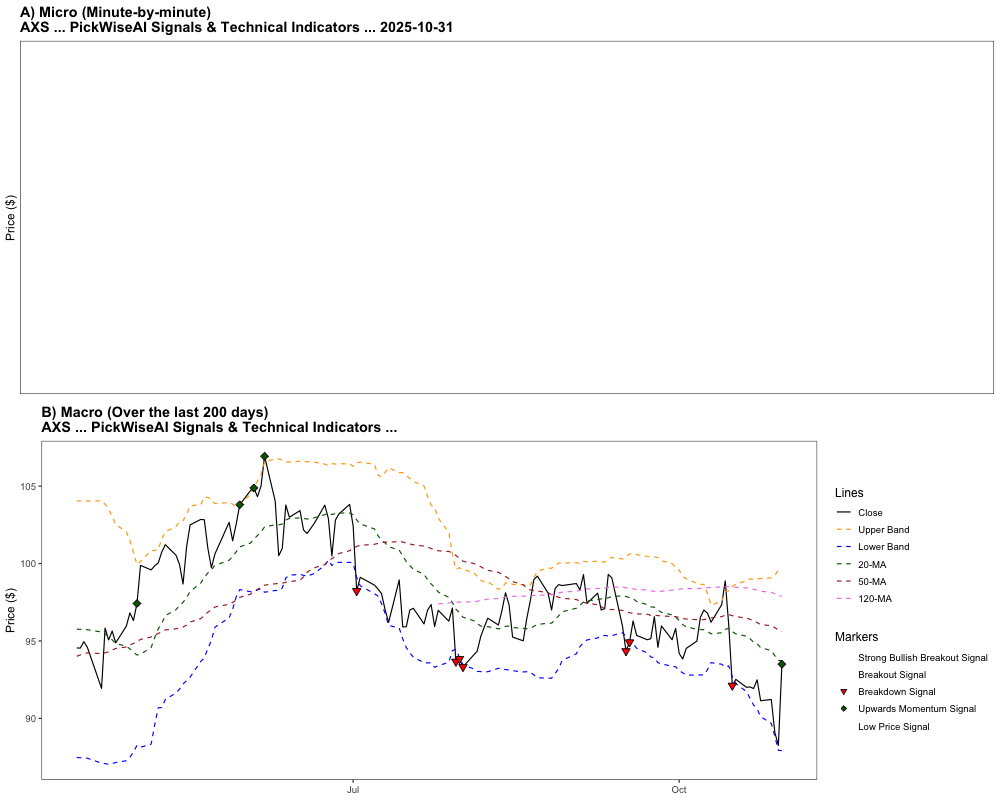 A) Micro (Minute-by-minute)
AXS ... PickWiseAI Signals & Technical Indicators ... 2025-10-31
Price ($)
B) Macro (Over the last 200 days)
AXS ... PickWiseAI Signals & Technical Indicators ...
Price ($)
105
100
95
90
Jul
Oct
Lines
Close
Upper Band
Lower Band
20-MA
50-MA
120-MA
Markers
Strong Bullish Breakout Signal
Breakout Signal
Breakdown Signal
Upwards Momentum Signal
Low Price Signal